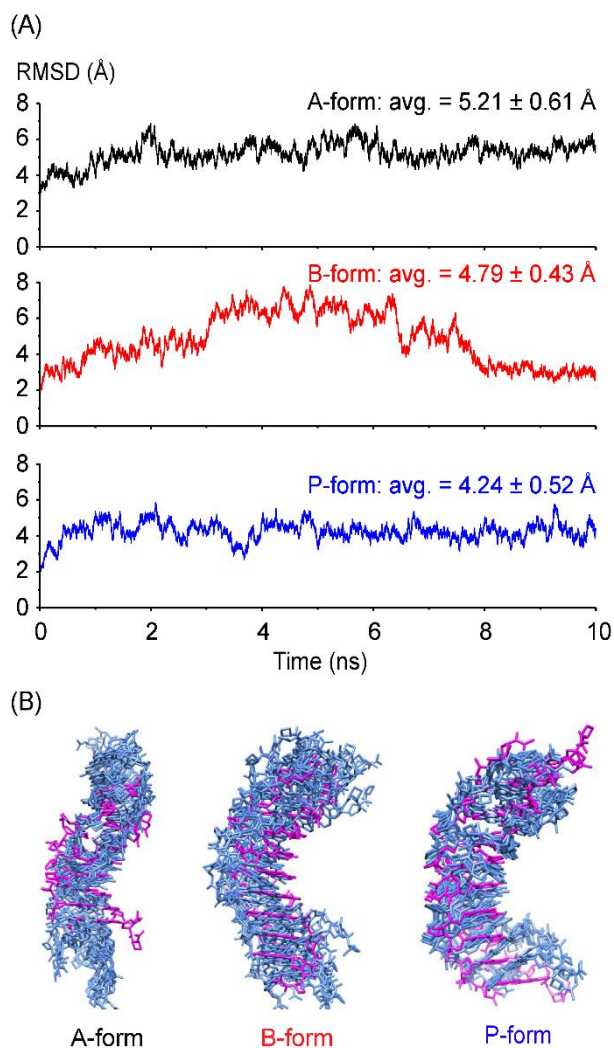 (A)
RMSD (Å)
A-form: avg. = 5.21 ± 0.61 Å
8
6
4
2
0
B-form: avg. = 4.79 ± 0.43 Å
8
6
4
2
0
P-form: avg. = 4.24 ± 0.52 Å
8
6
4
2
0
0 2 4 6 8 10
Time (ns)
(B)
A-form B-form P-form